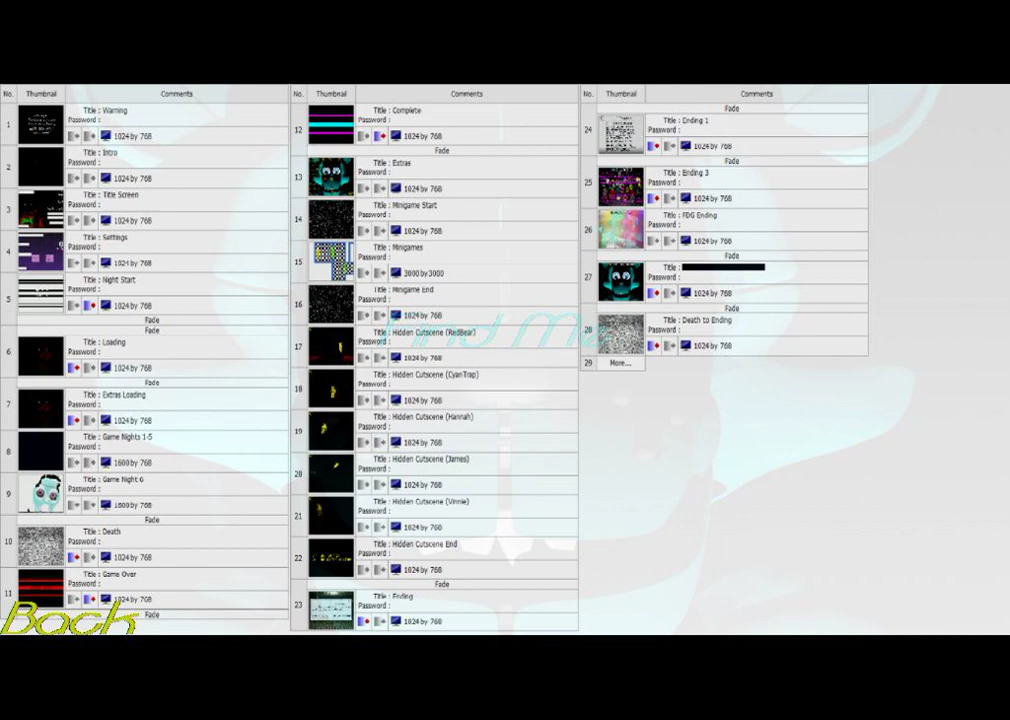 No. Thumbnail Comments
1 Title : Warning
Password :
1024 by 768
2 Title : Intro
Password :
1024 by 768
3 Title : Title Screen
Password :
1024 by 768
4 Title : Settings
Password :
1024 by 768
5 Title : Night Start
Password :
1024 by 768
Fade
Fade
6 Title : Loading
Password :
1024 by 768
Fade
7 Title : Extras Loading
Password :
1024 by 768
8 Title : Game Nights 1-5
Password :
1600 by 768
9 Title : Game Night 6
Password :
1600 by 768
Fade
10 Title : Death
Password :
1024 by 768
11 Title : Game Over
Password :
1024 by 768
Fade
Back
No. Thumbnail Comments
12 Title : Complete
Password :
1024 by 768
Fade
13 Title : Extras
Password :
1024 by 768
14 Title : Minigame Start
Password :
1024 by 768
15 Title : Minigames
Password :
3000 by 3000
16 Title : Minigame End
Password :
1024 by 768
17 Title : Hidden Cutscene (RedBear)
Password :
1024 by 768
18 Title : Hidden Cutscene (CyanTrap)
Password :
1024 by 768
19 Title : Hidden Cutscene (Hannah)
Password :
1024 by 768
20 Title : Hidden Cutscene (James)
Password :
1024 by 768
21 Title : Hidden Cutscene (Vinnie)
Password :
1024 by 768
22 Title : Hidden Cutscene End
Password :
1024 by 768
Fade
23 Title : Ending
Password :
1024 by 768
Find Me
No. Thumbnail Comments
Fade
24 Title : Ending 1
Password :
1024 by 768
Fade
25 Title : Ending 3
Password :
1024 by 768
26 Title : FDG Ending
Password :
1024 by 768
Fade
27 Title :
Password :
1024 by 768
Fade
28 Title : Death to Ending
Password :
1024 by 768
29 More...